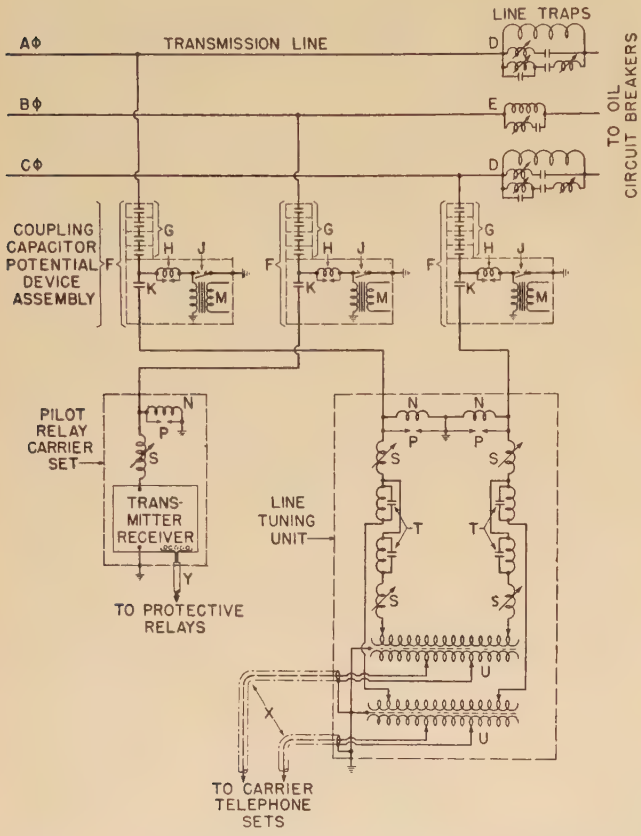 LINE TRAPS
AΦ TRANSMISSION LINE D
BΦ E
CΦ D
TO OIL
CIRCUIT BREAKERS
COUPLING
CAPACITOR
POTENTIAL
DEVICE
ASSEMBLY
F G H J K M
F G H J K M
F G H J K M
PILOT
RELAY
CARRIER
SET
N
P
S
TRANS-
MITTER
RECEIVER
Y
TO PROTECTIVE
RELAYS
LINE
TUNING
UNIT
N N
P P
S S
T T
S S
U
U
X
TO CARRIER
TELEPHONE
SETS